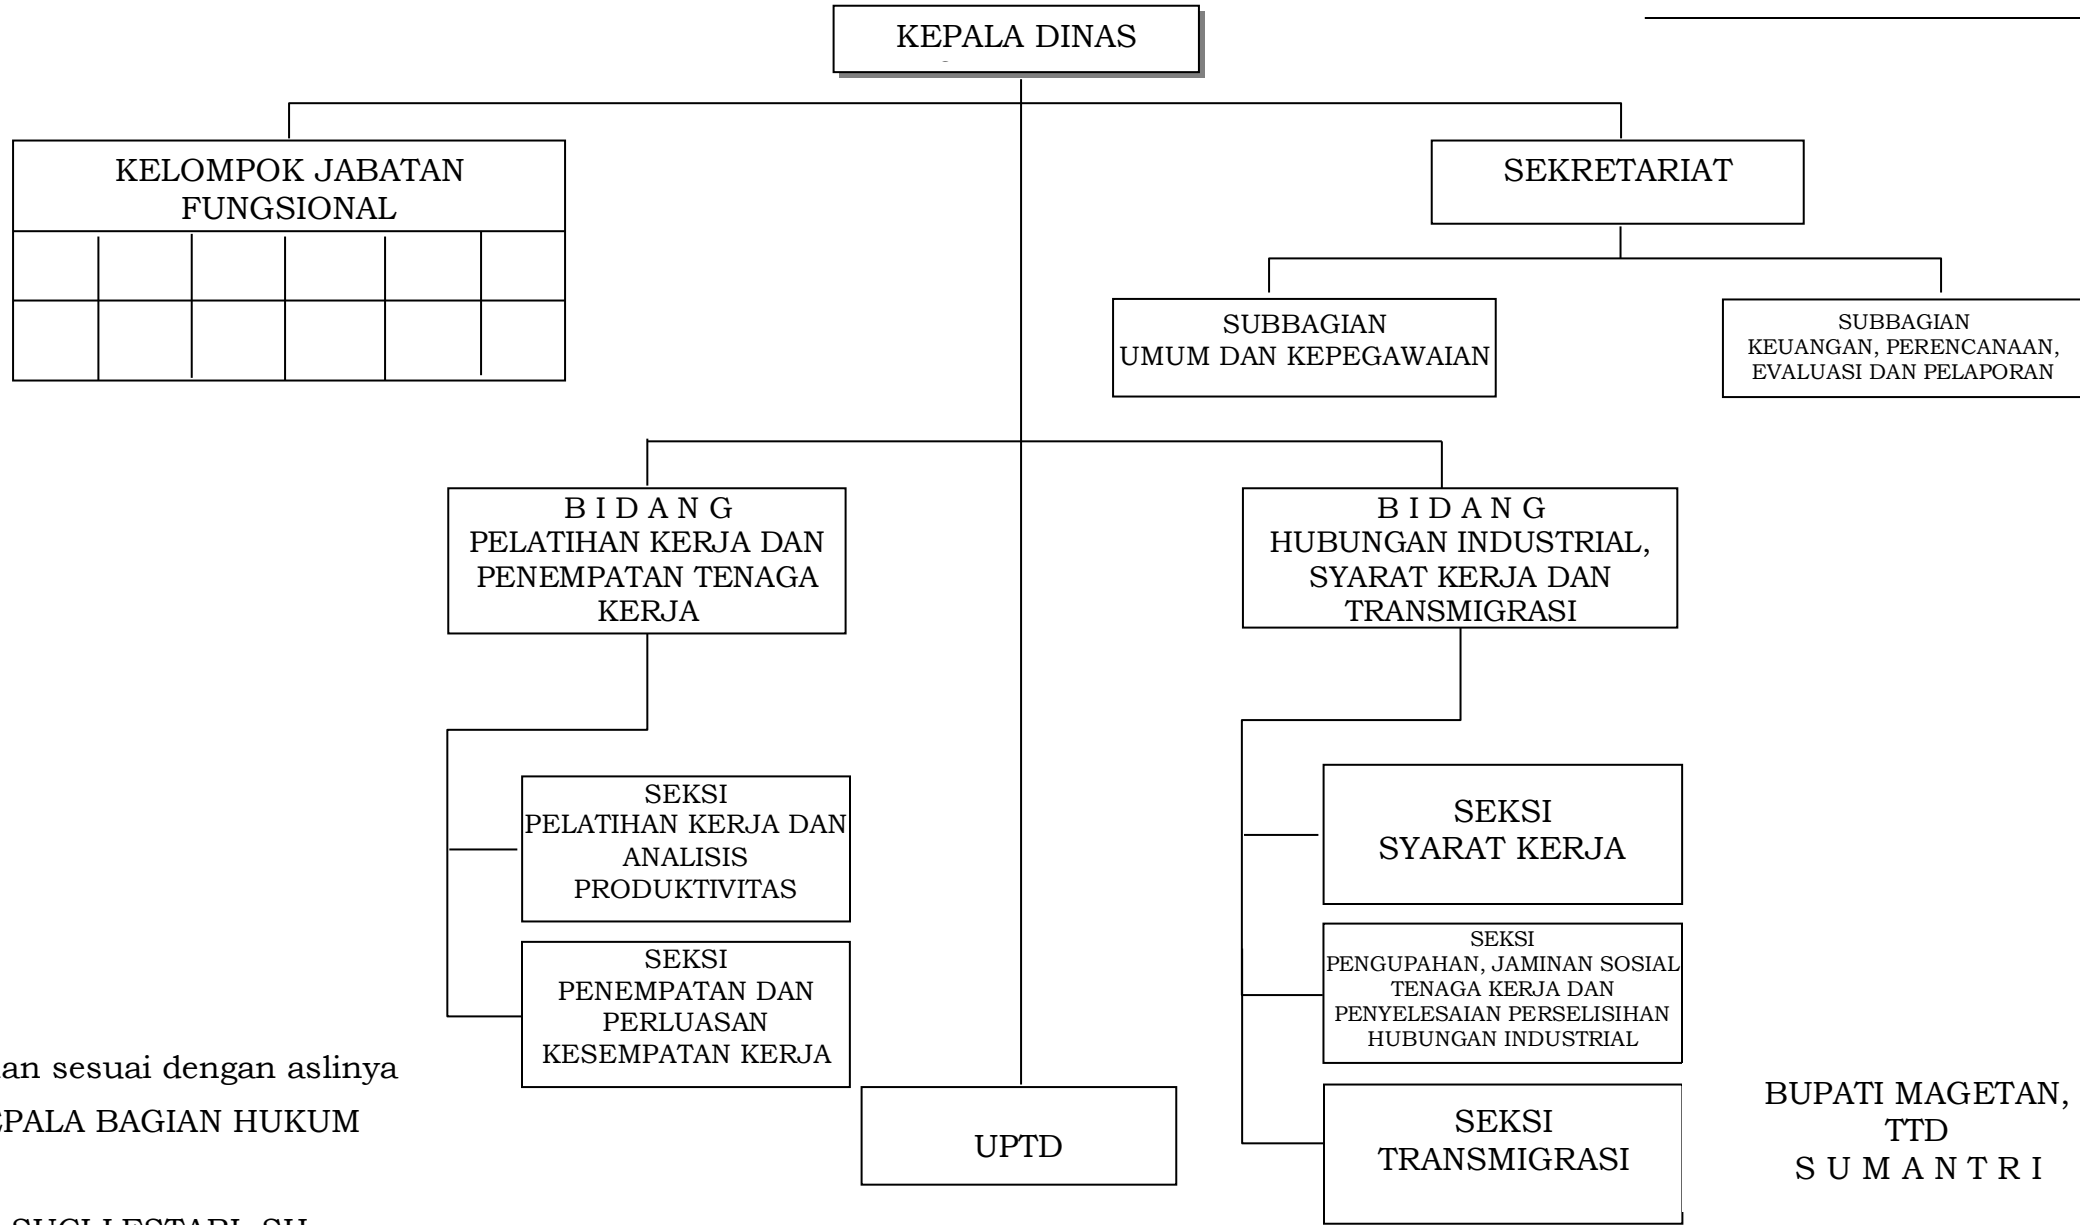 KEPALA DINAS
KELOMPOK JABATAN
FUNGSIONAL
SEKRETARIAT
SUBBAGIAN
UMUM DAN KEPEGAWAIAN
SUBBAGIAN
KEUANGAN, PERENCANAAN,
EVALUASI DAN PELAPORAN
B I D A N G
PELATIHAN KERJA DAN
PENEMPATAN TENAGA
KERJA
B I D A N G
HUBUNGAN INDUSTRIAL,
SYARAT KERJA DAN
TRANSMIGRASI
SEKSI
PELATIHAN KERJA DAN
ANALISIS
PRODUKTIVITAS
SEKSI
PENEMPATAN DAN
PERLUASAN
KESEMPATAN KERJA
SEKSI
SYARAT KERJA
SEKSI
PENGUPAHAN, JAMINAN SOSIAL
TENAGA KERJA DAN
PENYELESAIAN PERSELISIHAN
HUBUNGAN INDUSTRIAL
SEKSI
TRANSMIGRASI
UPTD
sesuai dengan aslinya
BAGIAN HUKUM
SUCI LESTARI, SH
BUPATI MAGETAN,
TTD
S U M A N T R I